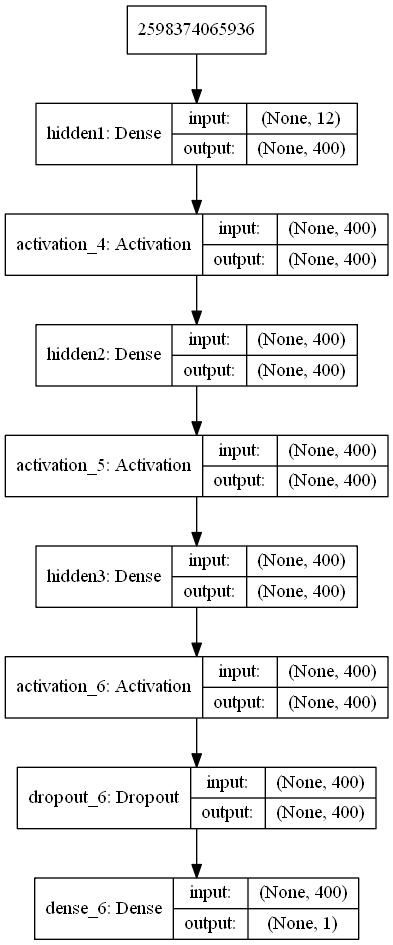 2598374065936
hidden1: Dense
input: (None, 12)
output: (None, 400)
activation_4: Activation
input: (None, 400)
output: (None, 400)
hidden2: Dense
input: (None, 400)
output: (None, 400)
activation_5: Activation
input: (None, 400)
output: (None, 400)
hidden3: Dense
input: (None, 400)
output: (None, 400)
activation_6: Activation
input: (None, 400)
output: (None, 400)
dropout_6: Dropout
input: (None, 400)
output: (None, 400)
dense_6: Dense
input: (None, 400)
output: (None, 1)